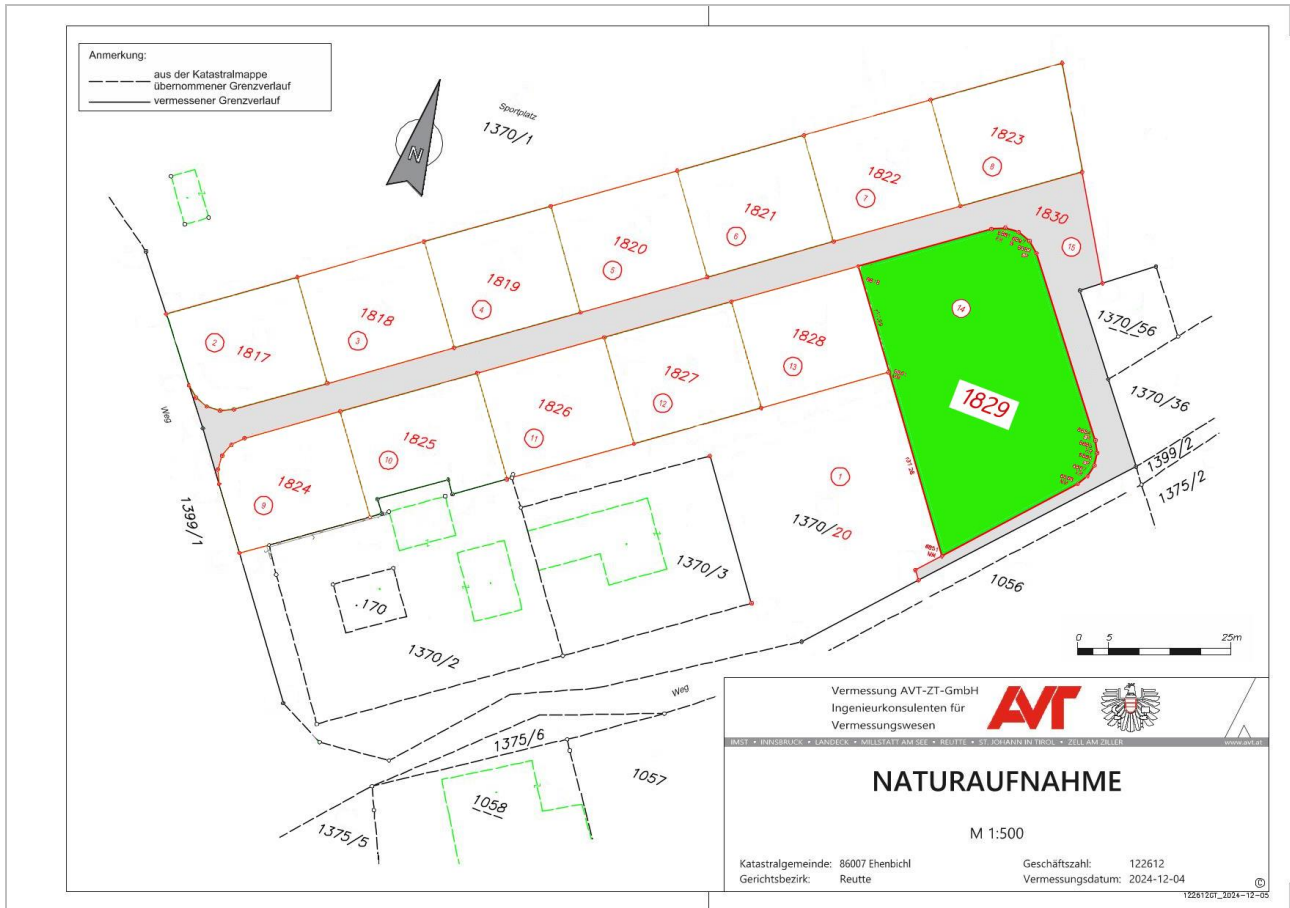 Anmerkung:
aus der Katastralmappe
übernommener Grenzverlauf
vermessener Grenzverlauf
N
Sportplatz
1370/1
1823
8
1822
7
1821
6
1820
5
1819
4
1818
3
1817
2
1830
15
14
1829
1828
13
1827
12
1826
11
1825
10
1824
9
Weg
1399/1
1370/56
1370/36
1399/2
1375/2
1
1370/20
1370/3
.170
1370/2
1056
Weg
1375/6
1057
1058
1375/5
0 5 25m
Vermessung AVT-ZT-GmbH
Ingenieurkonsulenten für
Vermessungswesen
AVT
IMST • INNSBRUCK • LANDECK • MILLSTATT AM SEE • REUTTE • ST. JOHANN IN TIROL • ZELL AM ZILLER
www.avt.at
NATURAUFNAHME
M 1:500
Katastralgemeinde: 86007 Ehenbichl
Geschäftszahl: 122612
Gerichtsbezirk: Reutte
Vermessungsdatum: 2024-12-04
©
122612GT_2024-12-05